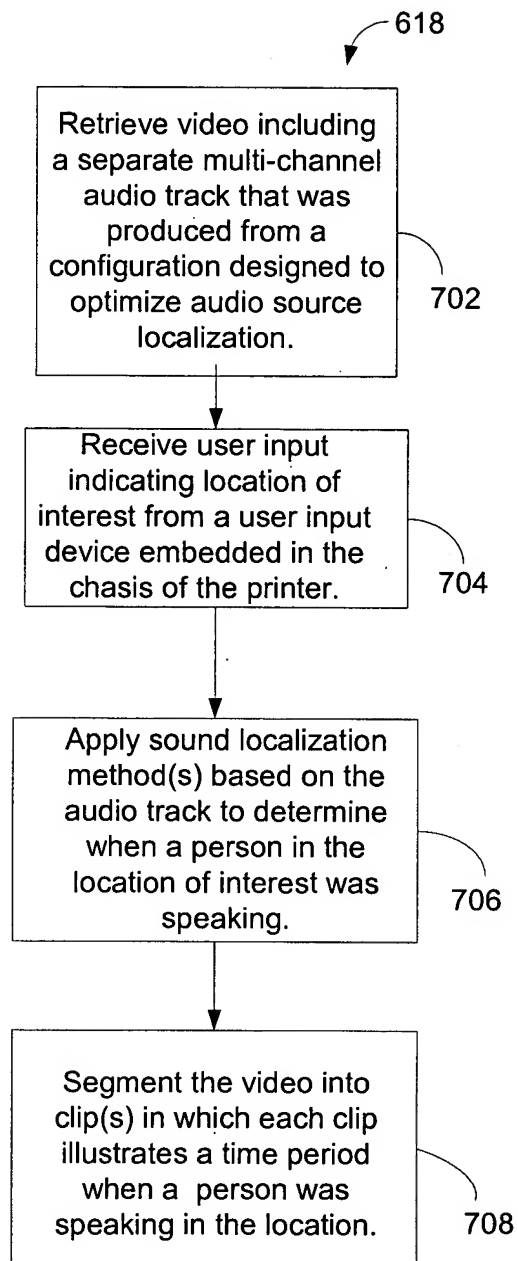 618
Retrieve video including
a separate multi-channel
audio track that was
produced from a
configuration designed to
optimize audio source
localization.
702
Receive user input
indicating location of
interest from a user input
device embedded in the
chasis of the printer.
704
Apply sound localization
method(s) based on the
audio track to determine
when a person in the
location of interest was
speaking.
706
Segment the video into
clip(s) in which each clip
illustrates a time period
when a person was
speaking in the location.
708